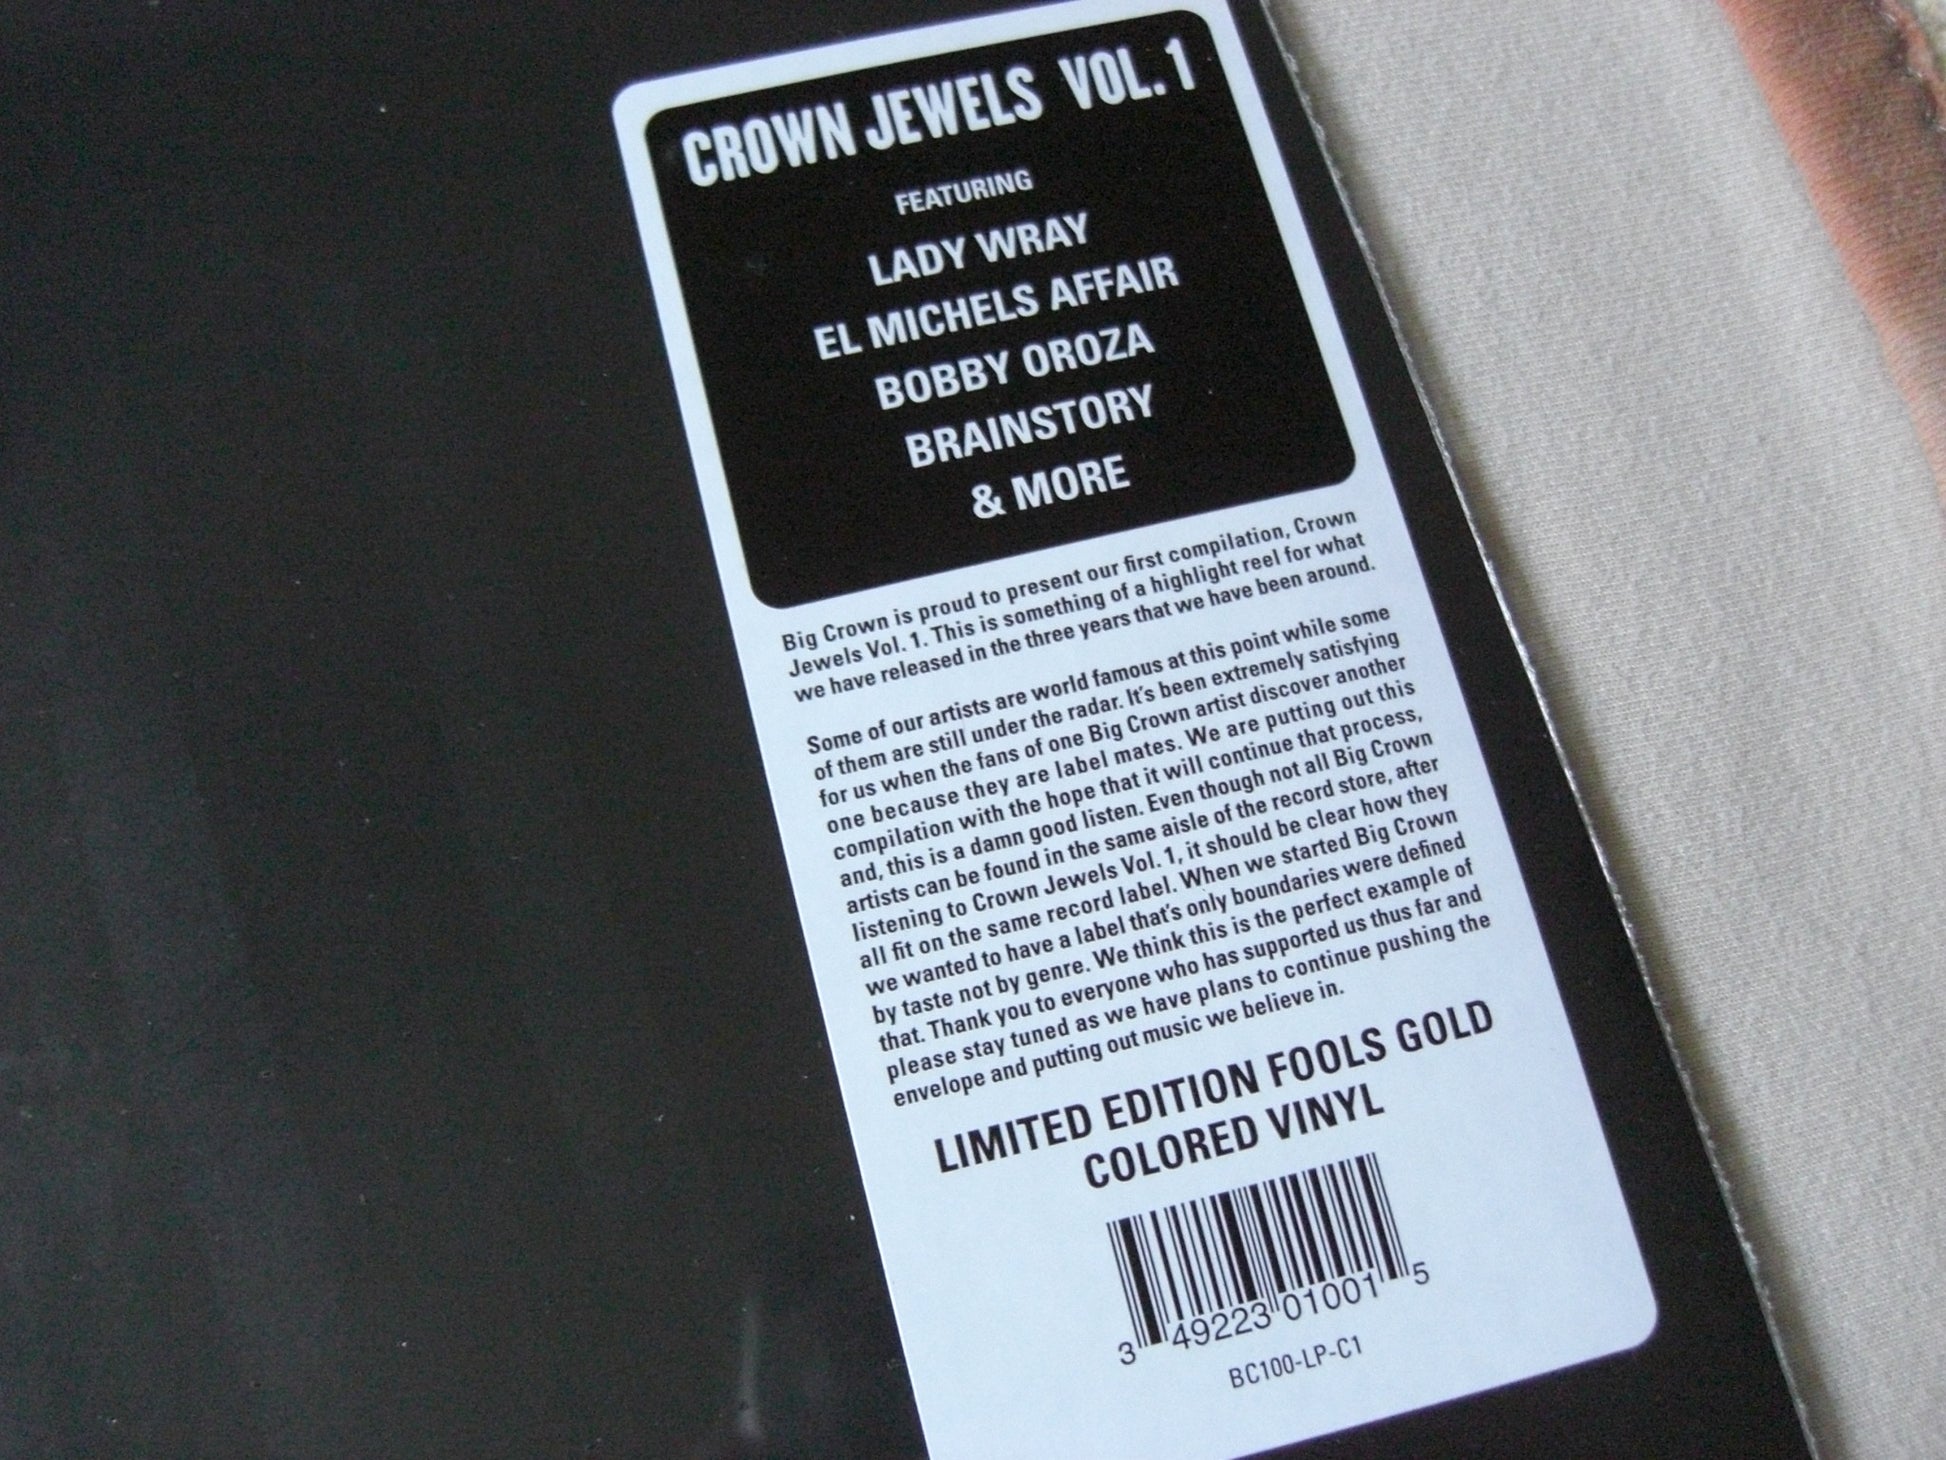 CROWN JEWELS VOL. 1
FEATURING
LADY WRAY
EL MICHELS AFFAIR
BOBBY OROZA
BRAINSTORY
& MORE
Big Crown is proud to present our first compilation, Crown
Jewels Vol. 1. This is something of a highlight reel for what
we have released in the three years that we have been around.
Some of our artists are world famous at this point while some
of them are still under the radar. It's been extremely satisfying
for us when the fans of one Big Crown artist discover another
one because they are label mates. We are putting out this
compilation with the hope that it will continue that process,
and, this is a damn good listen. Even though not all Big Crown
artists can be found in the same aisle of the record store, after
listening to Crown Jewels Vol. 1, it should be clear how they
all fit on the same record label. When we started Big Crown
we wanted to have a label that's only boundaries were defined
by taste not by genre. We think this is the perfect example of
that. Thank you to everyone who has supported us thus far and
please stay tuned as we have plans to continue pushing the
envelope and putting out music we believe in.
LIMITED EDITION FOOLS GOLD
COLORED VINYL
3 49223 01001 5
BC100-LP-C1